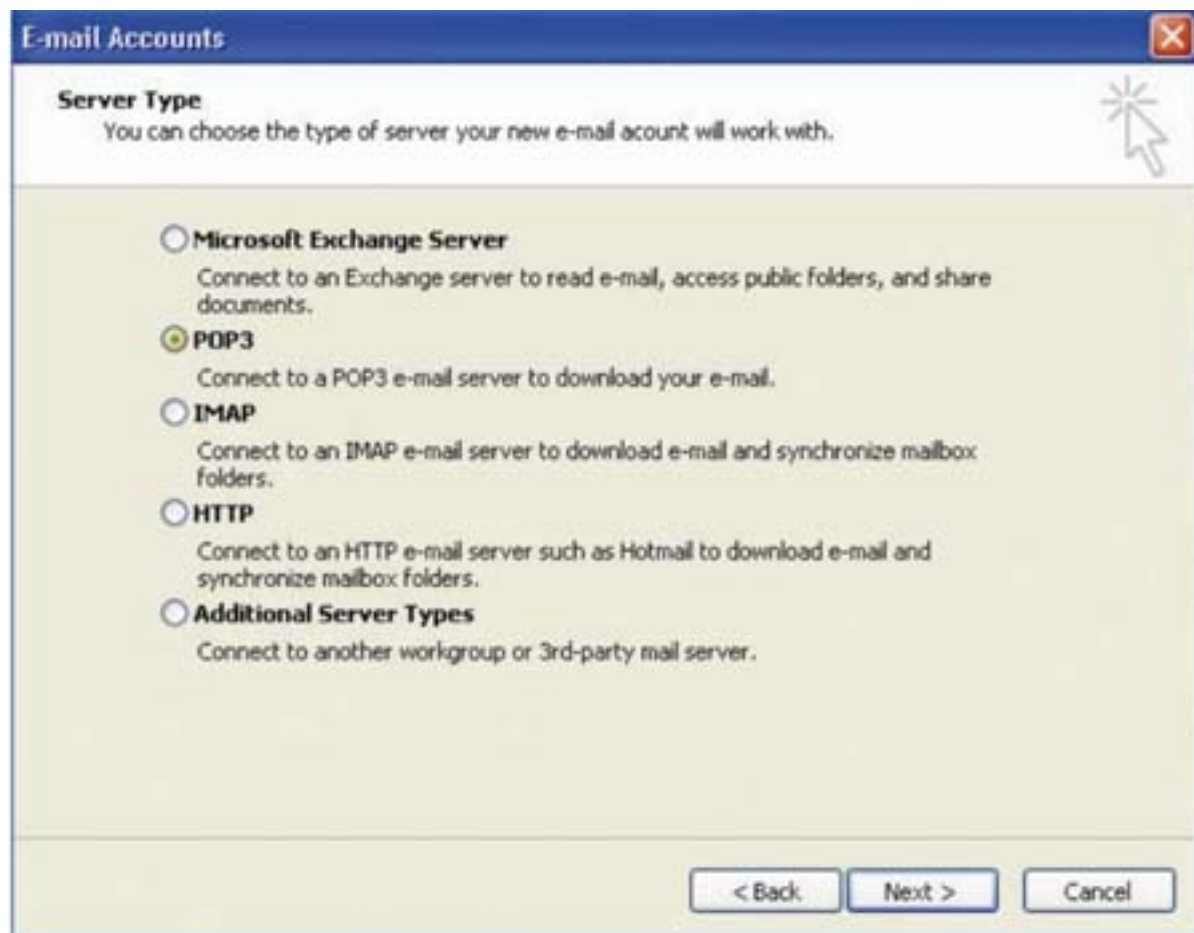 E-mail Accounts
Server Type
You can choose the type of server your new e-mail acount will work with.
Microsoft Exchange Server
Connect to an Exchange server to read e-mail, access public folders, and share
documents.
POP3
Connect to a POP3 e-mail server to download your e-mail.
IMAP
Connect to an IMAP e-mail server to download e-mail and synchronize mailbox
folders.
HTTP
Connect to an HTTP e-mail server such as Hotmail to download e-mail and
synchronize mailbox folders.
Additional Server Types
Connect to another workgroup or 3rd-party mail server.
< Back Next > Cancel